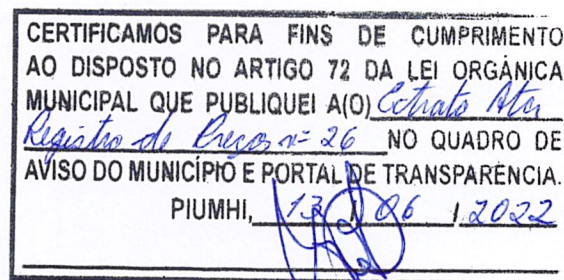 CERTIFICAMOS PARA FINS DE CUMPRIMENTO
AO DISPOSTO NO ARTIGO 72 DA LEI ORGÂNICA
MUNICIPAL QUE PUBLIQUEI A(O) Extrato Ata
Registro de Preços nº 26 NO QUADRO DE
AVISO DO MUNICÍPIO E PORTAL DE TRANSPARÊNCIA.
PIUMHI, 13 / 06 / 2022